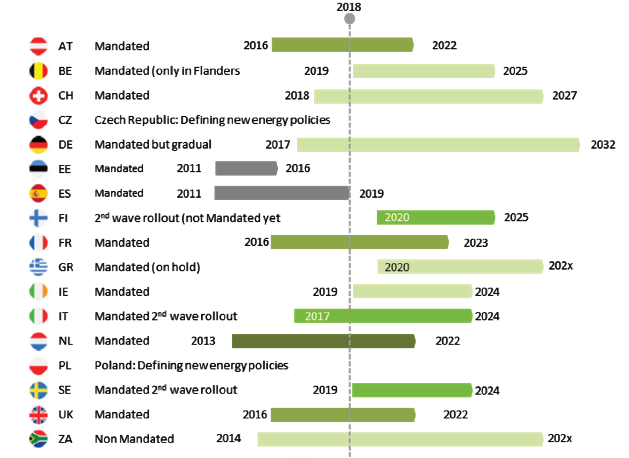 2018
AT Mandated 2016 2022
BE Mandated (only in Flanders 2019 2025
CH Mandated 2018 2027
CZ Czech Republic: Defining new energy policies
DE Mandated but gradual 2017 2032
EE Mandated 2011 2016
ES Mandated 2011 2019
FI 2nd wave rollout (not Mandated yet 2020 2025
FR Mandated 2016 2023
GR Mandated (on hold) 2020 202x
IE Mandated 2019 2024
IT Mandated 2nd wave rollout 2017 2024
NL Mandated 2013 2022
PL Poland: Defining new energy policies
SE Mandated 2nd wave rollout 2019 2024
UK Mandated 2016 2022
ZA Non Mandated 2014 202x